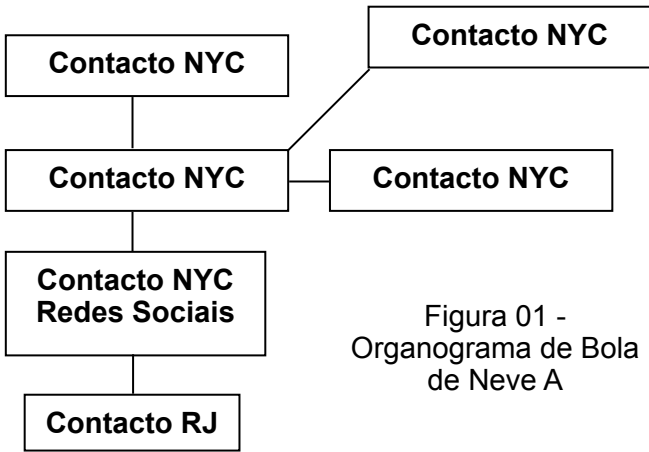 Contacto NYC
Contacto NYC
Contacto NYC
Contacto NYC
Contacto NYC
Redes Sociais
Figura 01 -
Organograma de Bola
de Neve A
Contacto RJ